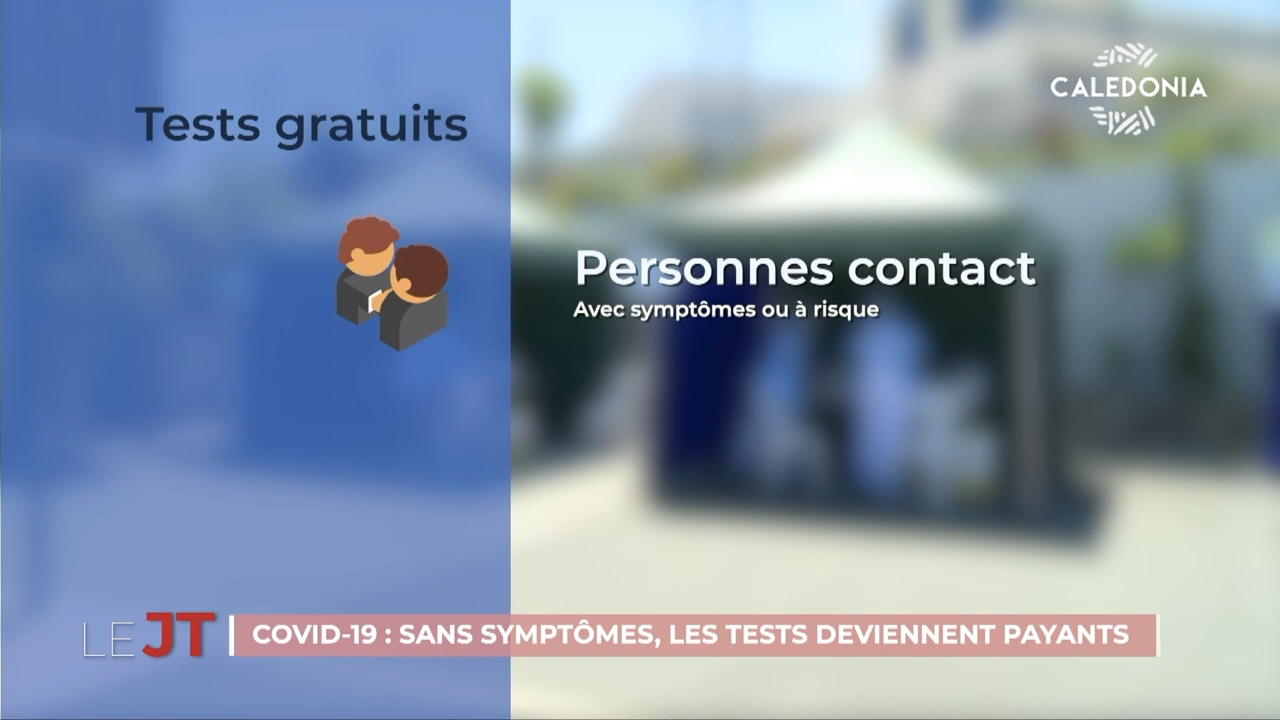 CALEDONIA
Tests gratuits
Personnes contact
Avec symptômes ou à risque
LE JT
COVID-19 : SANS SYMPTÔMES, LES TESTS DEVIENNENT PAYANTS